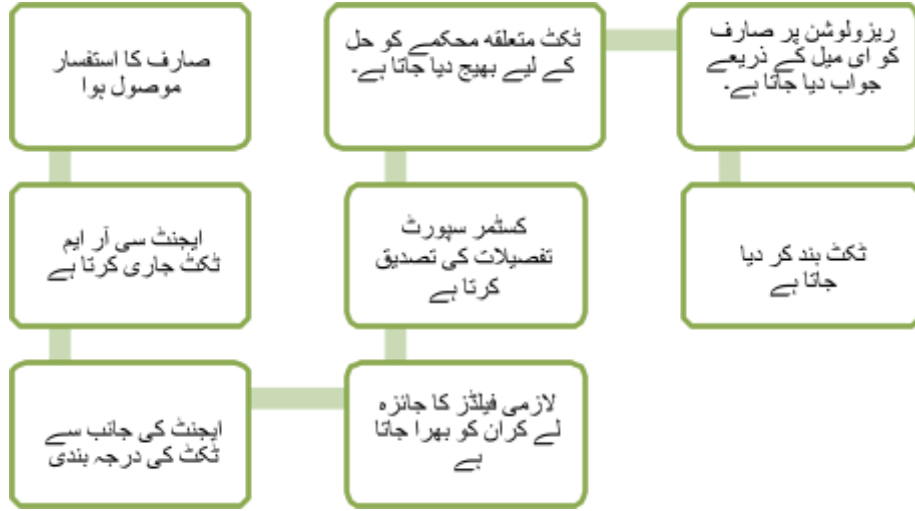 صارف کا استفسار
موصول ہوا
ایجنٹ سی آر ایم
ٹکٹ جاری کرتا ہے
ایجنٹ کی جانب سے
ٹکٹ کی درجہ بندی
لازمی فیلڈز کا جائزہ
لے کران کو بھرا جاتا
ہے
کسٹمر سپورٹ
تفصیلات کی تصدیق
کرتا ہے
ٹکٹ متعلقہ محکمے کو حل
کے لیے بھیج دیا جاتا ہے۔
ریزولوشن پر صارف
کو ای میل کے ذریعے
جواب دیا جاتا ہے۔
ٹکٹ بند کر دیا
جاتا ہے